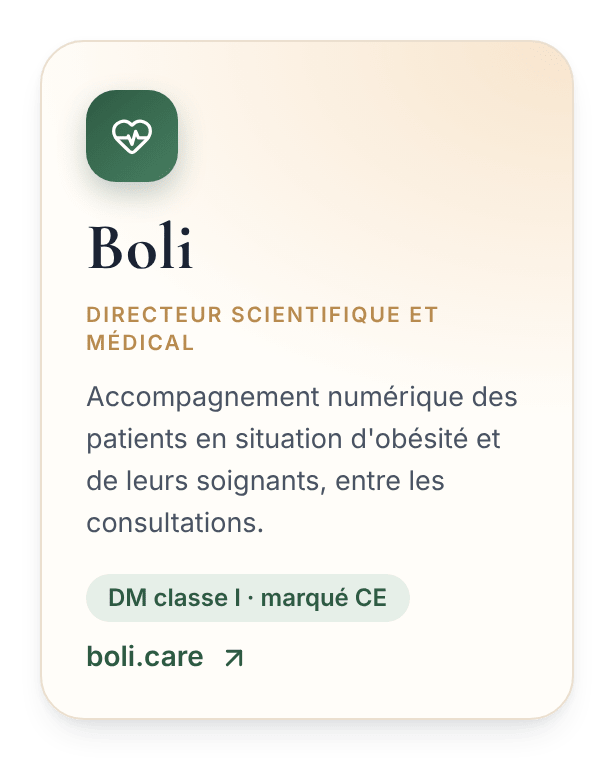 Boli
DIRECTEUR SCIENTIFIQUE ET
MÉDICAL
Accompagnement numérique des
patients en situation d'obésité et
de leurs soignants, entre les
consultations.
DM classe I · marqué CE
boli.care ↗